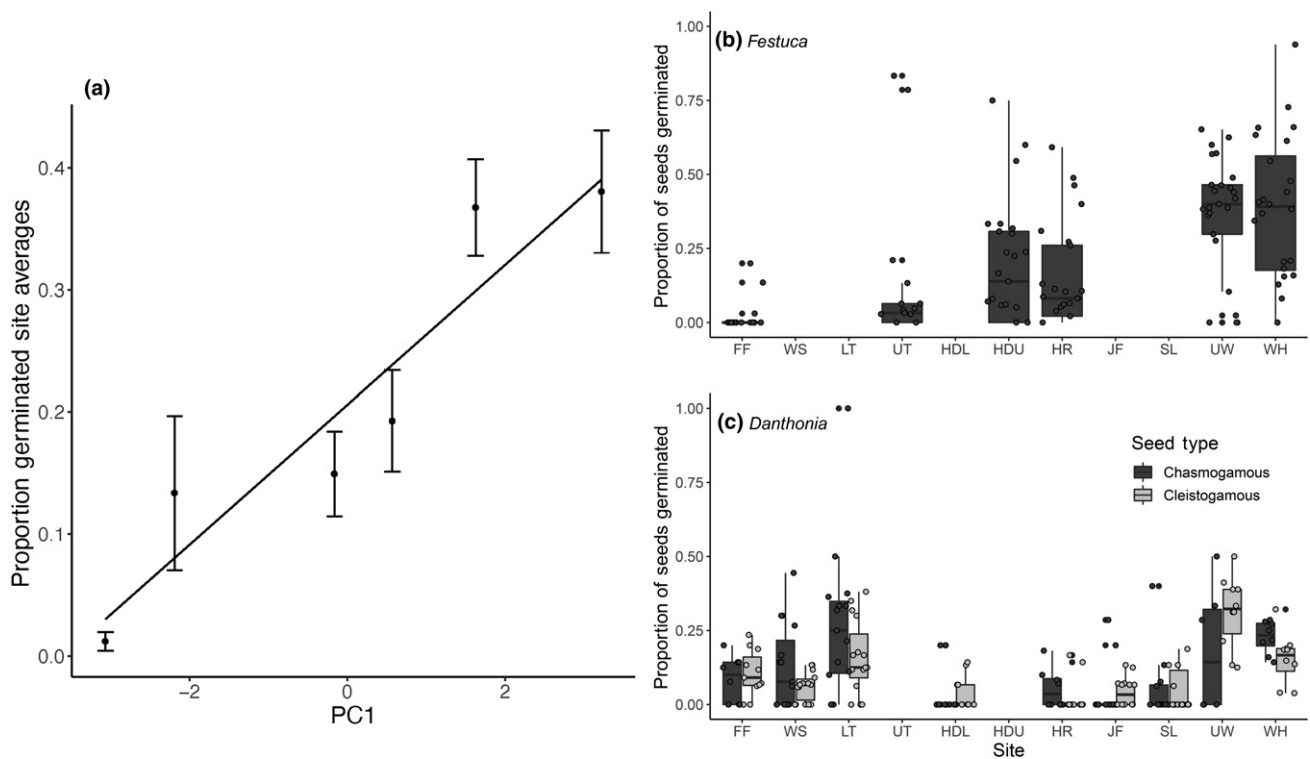 (a)
Proportion germinated site averages
0.4
0.3
0.2
0.1
0.0
−2
0
2
PC1
(b) Festuca
Proportion of seeds germinated
1.00
0.75
0.50
0.25
0.00
FF WS LT UT HDL HDU HR JF SL UW WH
(c) Danthonia
Proportion of seeds germinated
1.00
0.75
0.50
0.25
0.00
Seed type
Chasmogamous
Cleistogamous
FF WS LT UT HDL HDU HR JF SL UW WH
Site